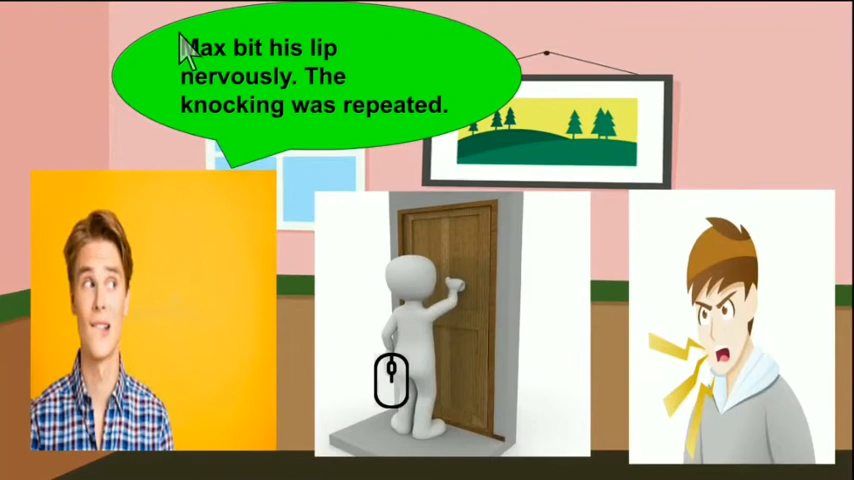 Max bit his lip
nervously. The
knocking was repeated.